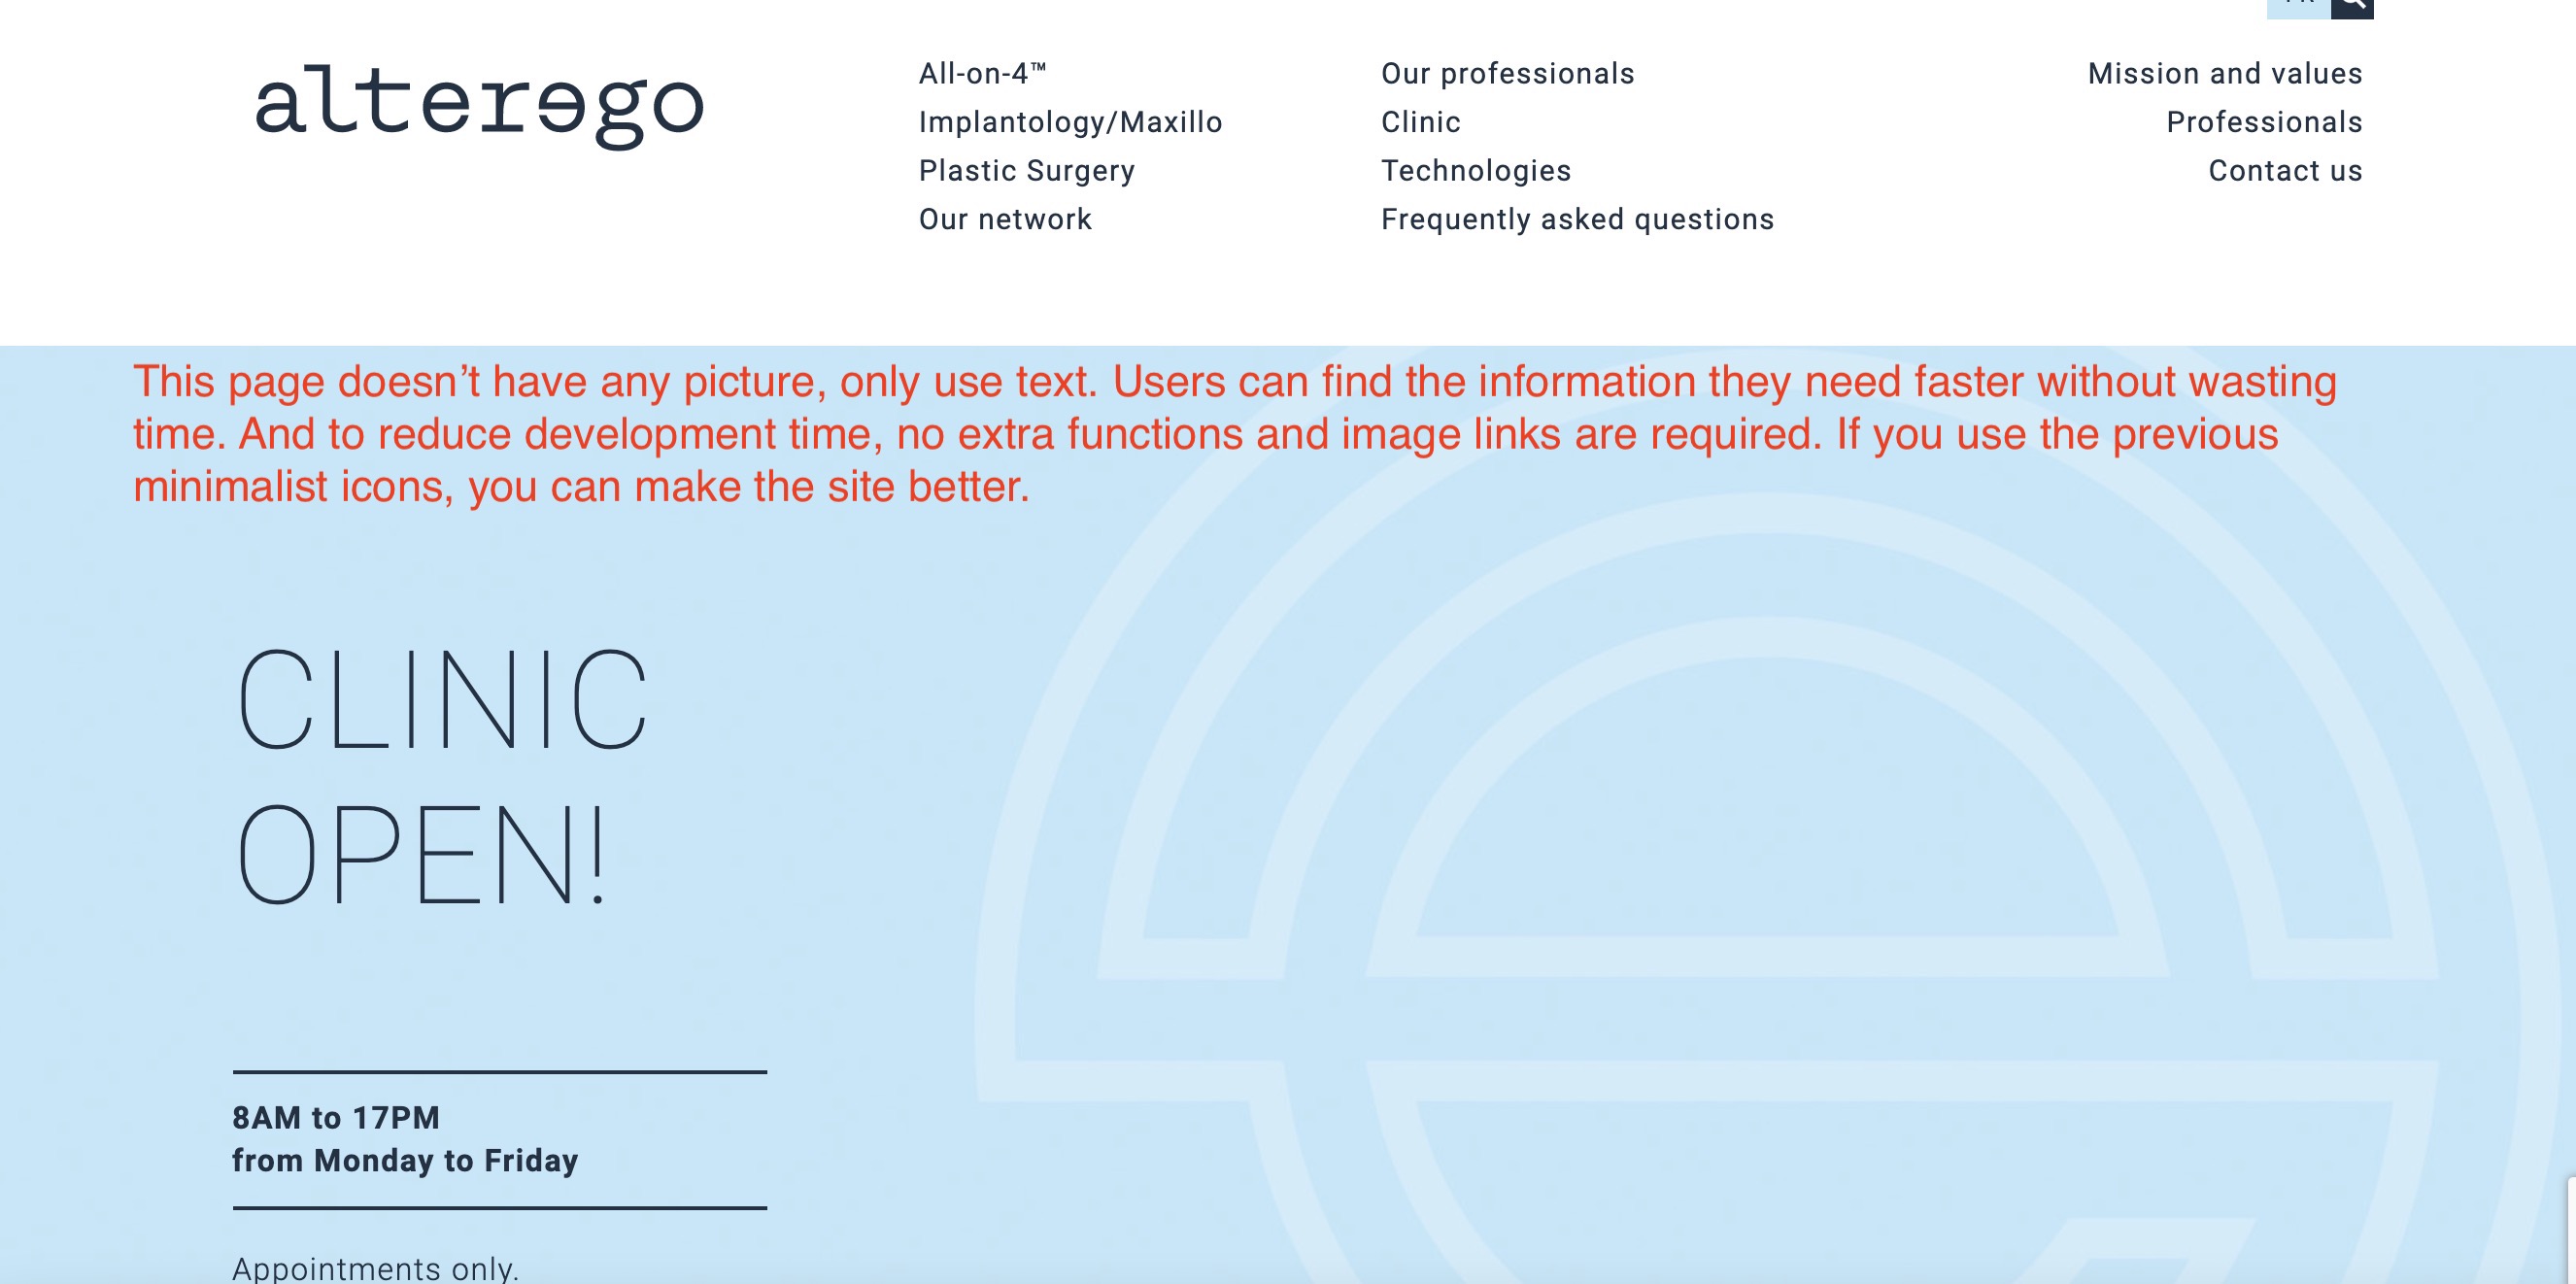 alterego
All-on-4™
Implantology/Maxillo
Plastic Surgery
Our network
Our professionals
Clinic
Technologies
Frequently asked questions
Mission and values
Professionals
Contact us
This page doesn’t have any picture, only use text. Users can find the information they need faster without wasting
time. And to reduce development time, no extra functions and image links are required. If you use the previous
minimalist icons, you can make the site better.
CLINIC
OPEN!
8AM to 17PM
from Monday to Friday
Appointments only.